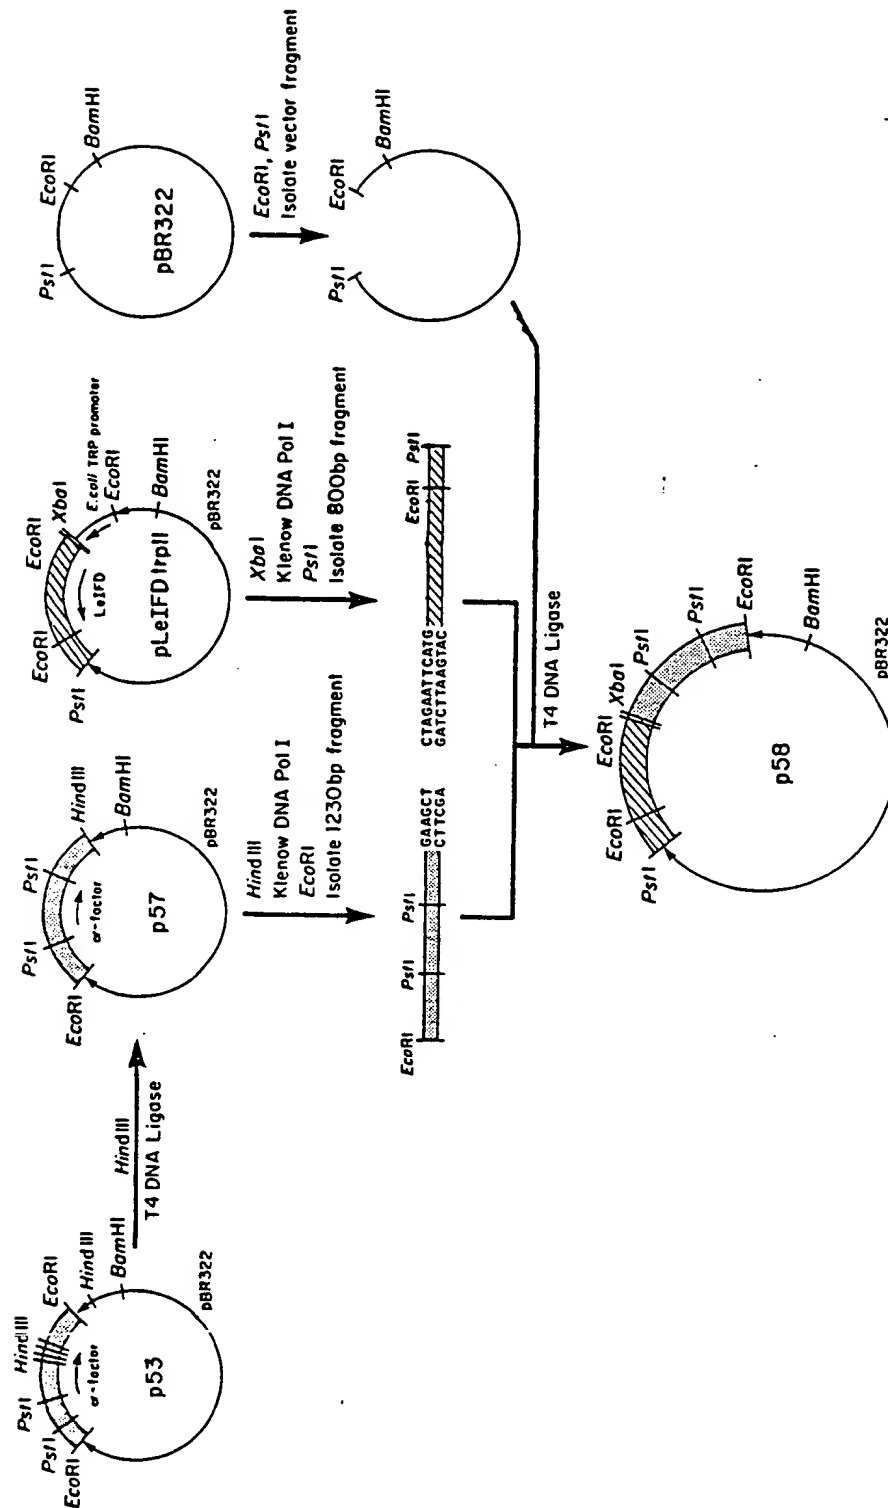 PstI
PstI
HindIII
EcoRI
EcoRI
HindIII
BamHI
α-factor
p53
pBR322
HindIII
T4 DNA Ligase
PstI
PstI
HindIII
EcoRI
BamHI
α-factor
p57
pBR322
HindIII
Klenow DNA Pol I
EcoRI
Isolate 1230bp fragment
EcoRI
EcoRI
XbaI
E.coli TRP promoter
EcoRI
PstI
BamHI
LeIFD
pLeIFD trp11
pBR322
XbaI
Klenow DNA Pol I
PstI
Isolate 800bp fragment
PstI
EcoRI
BamHI
pBR322
EcoRI, PstI
Isolate vector fragment
PstI
EcoRI
BamHI
EcoRI
PstI
PstI
GAAGCT
CTTCGA
CTAGAATTCATG
GATCTTAAGTAC
EcoRI
PstI
T4 DNA Ligase
EcoRI
EcoRI
XbaI
PstI
PstI
PstI
EcoRI
BamHI
p58
pBR322